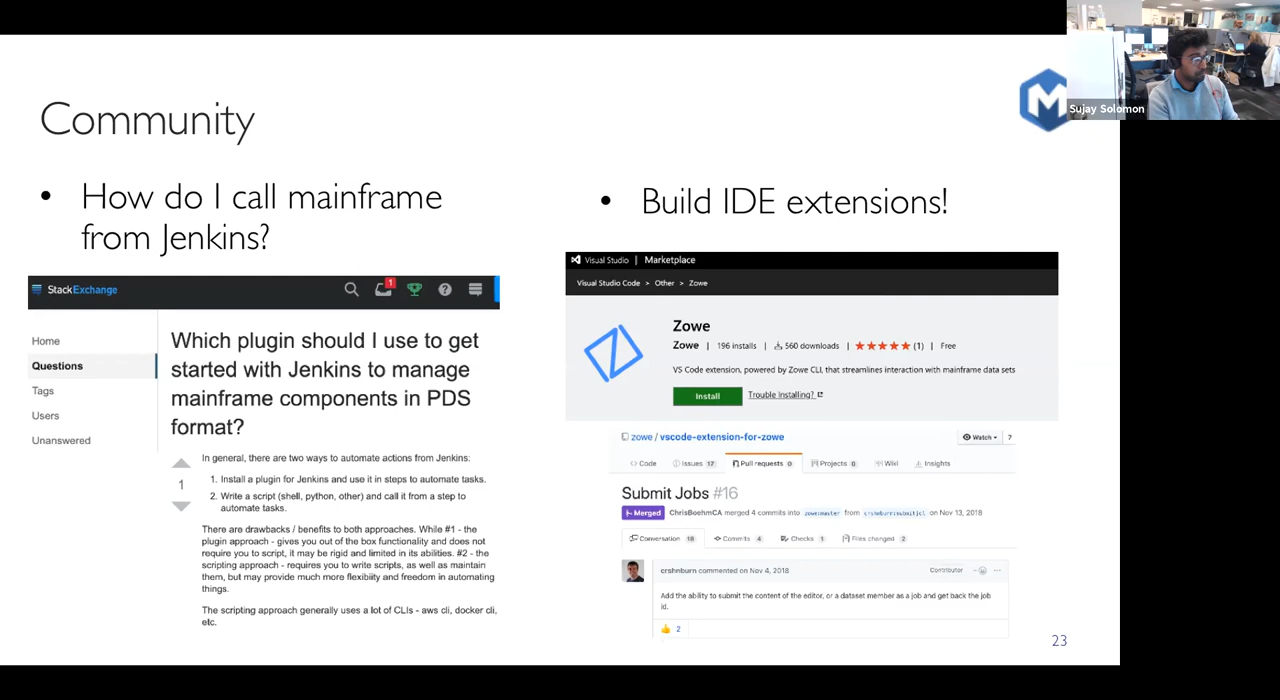 Community
M
Sujay Solomon
• How do I call mainframe
from Jenkins?
StackExchange
1
Home
Questions
Tags
Users
Unanswered
Which plugin should I use to get
started with Jenkins to manage
mainframe components in PDS
format?
1
In general, there are two ways to automate actions from Jenkins:
1. Install a plugin for Jenkins and use it in steps to automate tasks.
2. Write a script (shell, python, other) and call it from a step to
automate tasks.
There are drawbacks / benefits to both approaches. While #1 - the
plugin approach - gives you out of the box functionality and does not
require you to script, it may be rigid and limited in its abilities. #2 - the
scripting approach - requires you to write scripts, as well as maintain
them, but may provide much more flexibiity and freedom in automating
things.
The scripting approach generally uses a lot of CLIs - aws cli, docker cli,
etc.
• Build IDE extensions!
Visual Studio | Marketplace
Visual Studio Code > Other > Zowe
Zowe
Zowe | 196 installs | 560 downloads | ★★★★★ (1) | Free
VS Code extension, powered by Zowe CLI, that streamlines interaction with mainframe data sets
Install Trouble Installing?
zowe / vscode-extension-for-zowe Watch 7
Code Issues 17 Pull requests 0 Projects 0 Wiki Insights
Submit Jobs #16
Merged ChrisBoehmCA merged 4 commits into zowe:master from crshnburn:submitjcl on Nov 13, 2018
Conversation 18 Commits 4 Checks 1 Files changed 2
crshnburn commented on Nov 4, 2018 Contributor
Add the ability to submit the content of the editor, or a dataset member as a job and get back the job
id.
👍 2
23